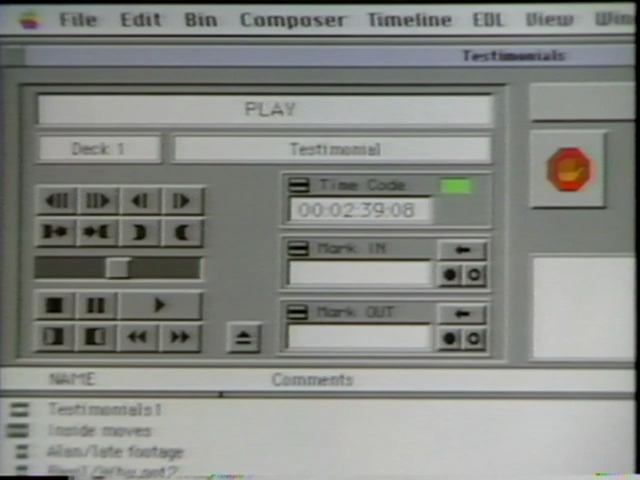 File Edit Bin Composer Timeline EDL View
Testimonials
PLAY
Deck 1 Testimonial
Time Code
00:02:39:08
Mark IN
Mark OUT
NAME Comments
Testimonials1
Inside moves
Alan/late footage